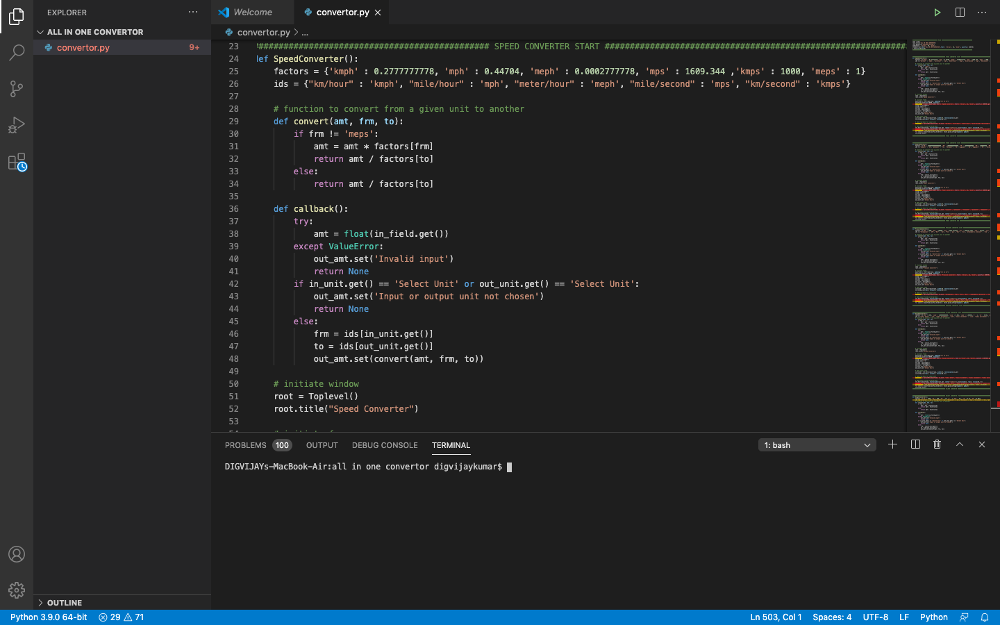 EXPLORER
ALL IN ONE CONVERTOR
convertor.py 9+
OUTLINE
Welcome convertor.py
convertor.py > ...
23 ############################################## SPEED CONVERTER START ############################################################
24 def SpeedConverter():
25 factors = {'kmph' : 0.2777777778, 'mph' : 0.44704, 'meph' : 0.0002777778, 'mps' : 1609.344 ,'kmps' : 1000, 'meps' : 1}
26 ids = {"km/hour" : 'kmph', "mile/hour" : 'mph', "meter/hour" : 'meph', "mile/second" : 'mps', "km/second" : 'kmps'}
27
28 # function to convert from a given unit to another
29 def convert(amt, frm, to):
30 if frm != 'meps':
31 amt = amt * factors[frm]
32 return amt / factors[to]
33 else:
34 return amt / factors[to]
35
36 def callback():
37 try:
38 amt = float(in_field.get())
39 except ValueError:
40 out_amt.set('Invalid input')
41 return None
42 if in_unit.get() == 'Select Unit' or out_unit.get() == 'Select Unit':
43 out_amt.set('Input or output unit not chosen')
44 return None
45 else:
46 frm = ids[in_unit.get()]
47 to = ids[out_unit.get()]
48 out_amt.set(convert(amt, frm, to))
49
50 # initiate window
51 root = Toplevel()
52 root.title("Speed Converter")
53
PROBLEMS 100 OUTPUT DEBUG CONSOLE TERMINAL 1: bash
DIGVIJAYs-MacBook-Air:all in one convertor digvijaykumar$
Python 3.9.0 64-bit 29 71 Ln 503, Col 1 Spaces: 4 UTF-8 LF Python